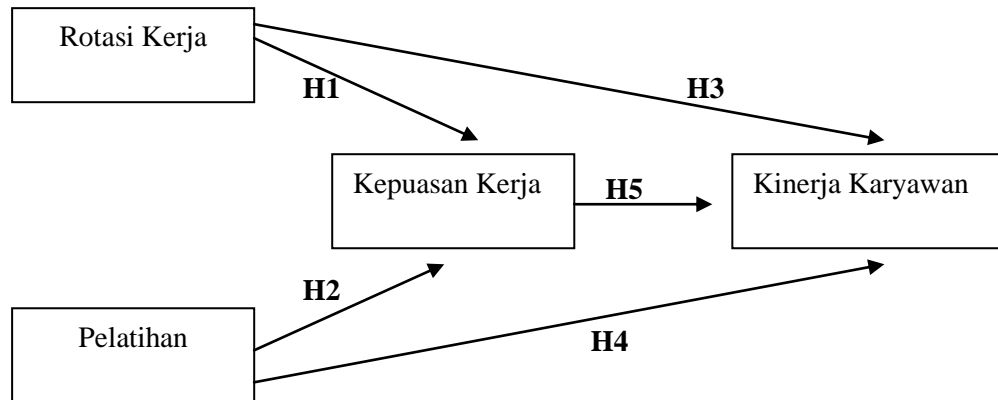 Rotasi Kerja
H1
H3
Kepuasan Kerja
H5
Kinerja Karyawan
H2
Pelatihan
H4